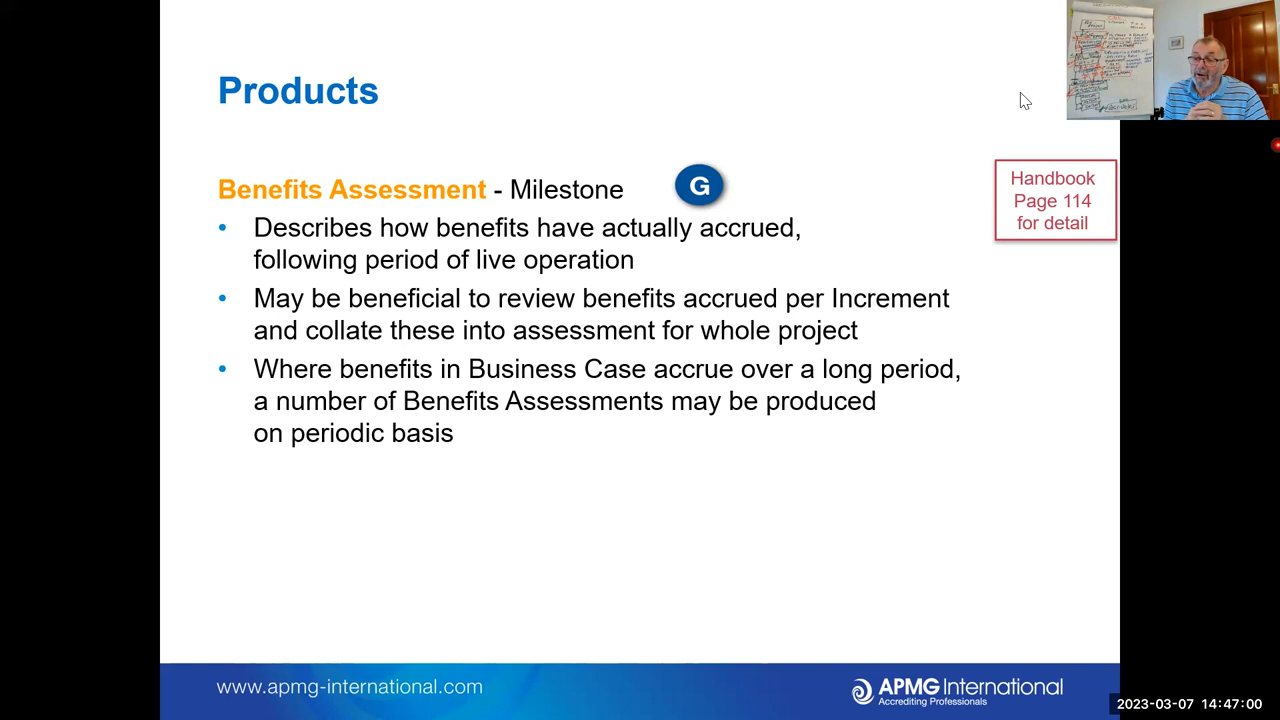 Products
Benefits Assessment - Milestone
G
Handbook
Page 114
for detail
• Describes how benefits have actually accrued,
following period of live operation
• May be beneficial to review benefits accrued per Increment
and collate these into assessment for whole project
• Where benefits in Business Case accrue over a long period,
a number of Benefits Assessments may be produced
on periodic basis
www.apmg-international.com
APMG International
Accrediting Professionals
2023-03-07 14:47:00